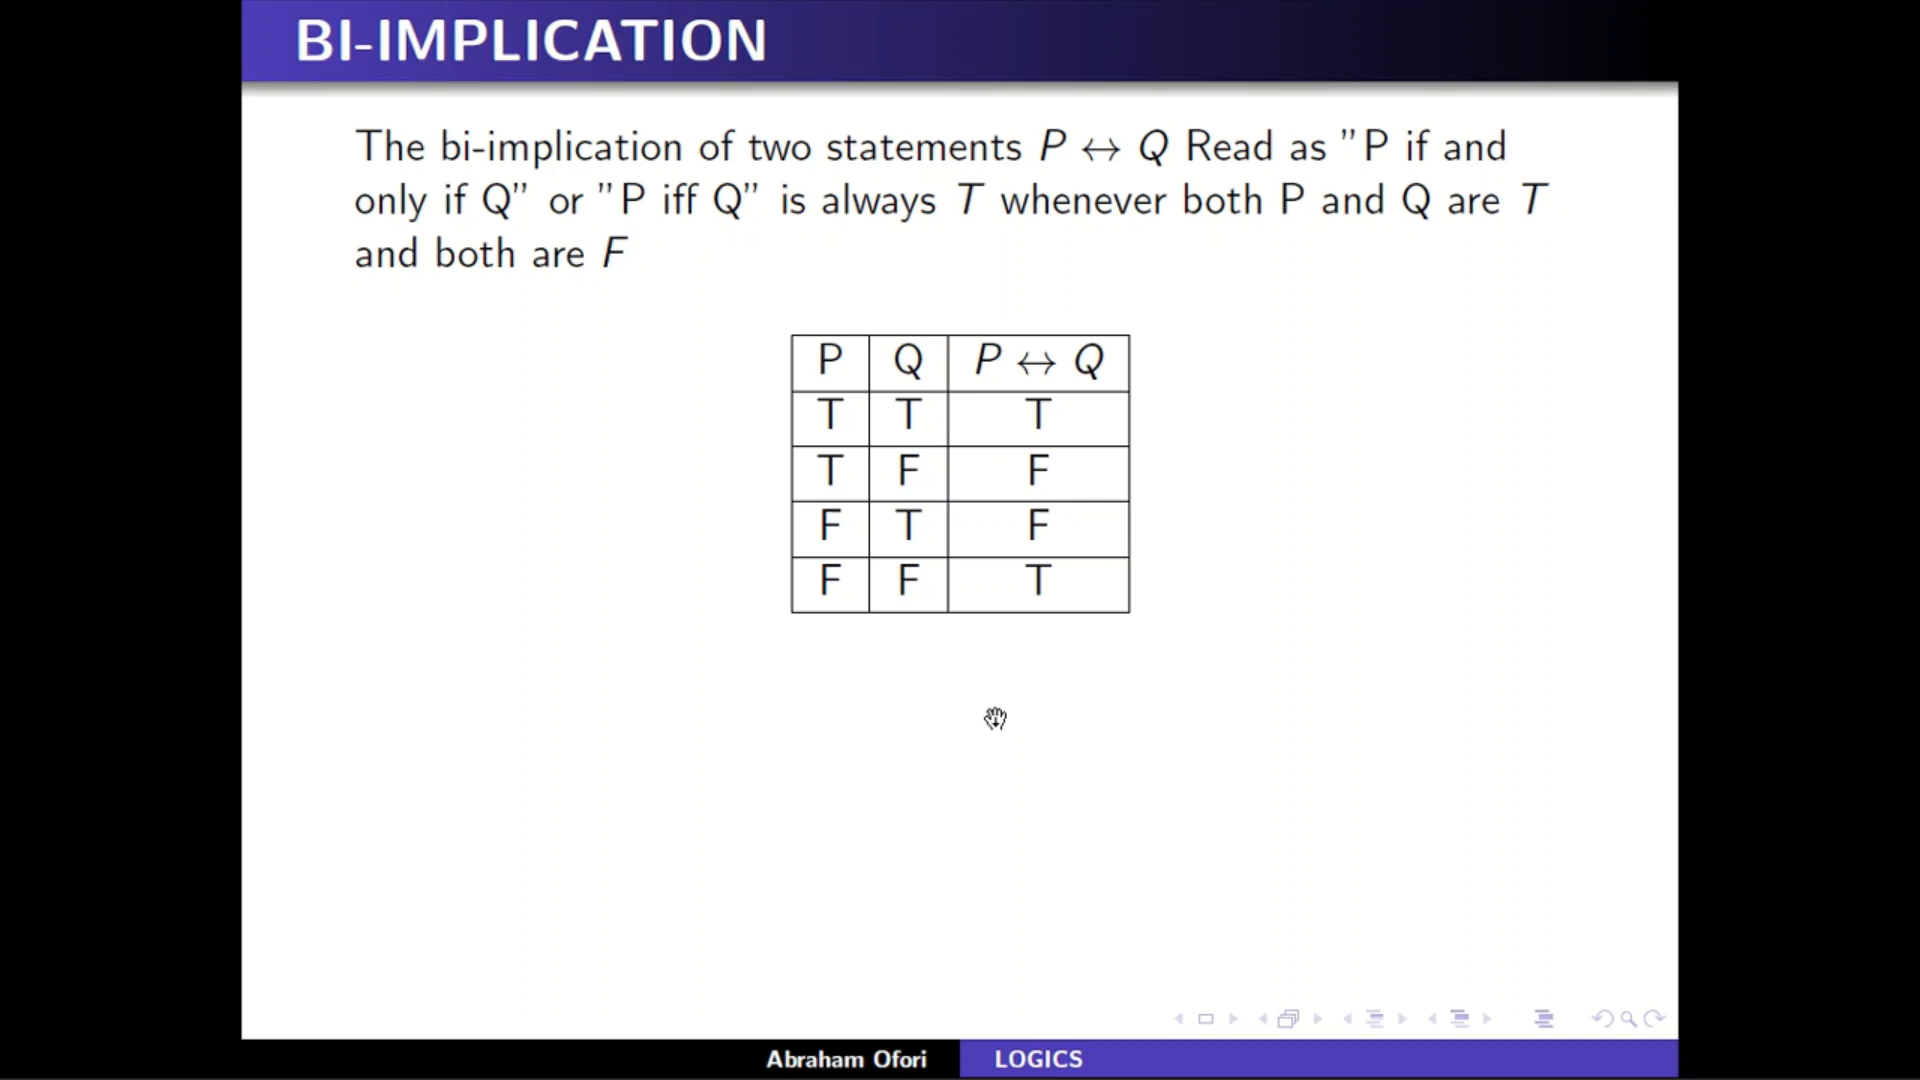 BI-IMPLICATION
The bi-implication of two statements P ↔ Q Read as ”P if and
only if Q” or ”P iff Q” is always T whenever both P and Q are T
and both are F
P Q P ↔ Q
T T T
T F F
F T F
F F T
Abraham Ofori LOGICS